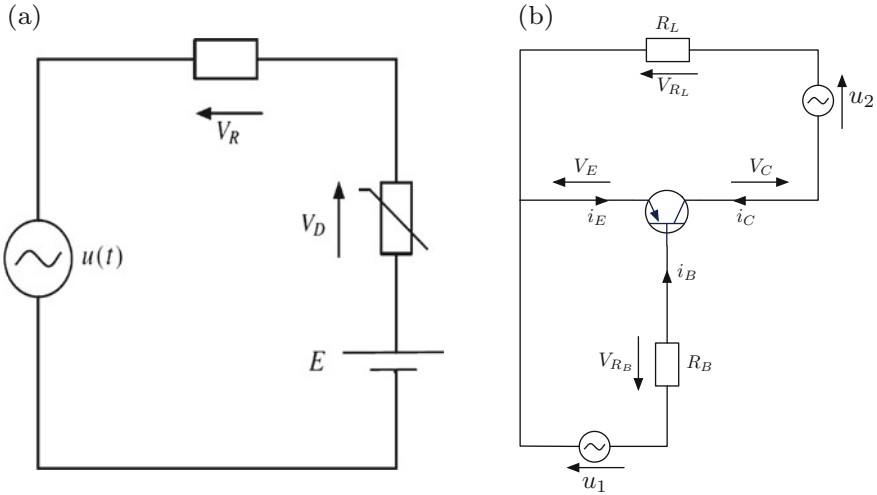 (a)
V_R
V_D
u(t)
E
(b)
R_L
V_{R_L}
u_2
V_E
V_C
i_E
i_C
i_B
V_{R_B}
R_B
u_1